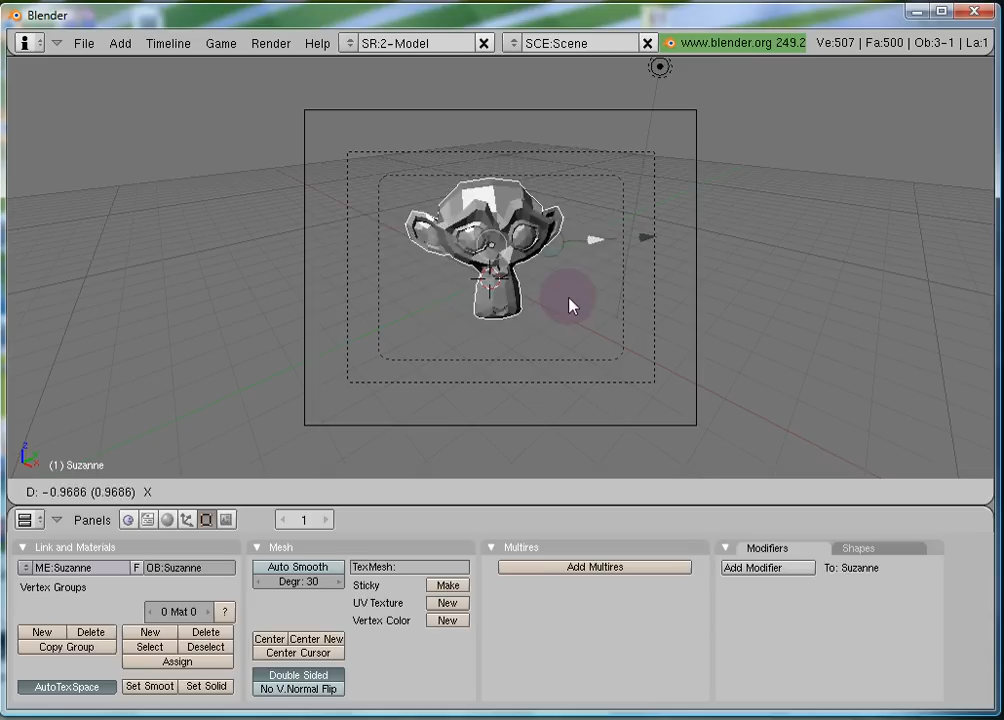 Blender
File Add Timeline Game Render Help SR:2-Model SCE:Scene www.blender.org 249.2 Ve:507 | Fa:500 | Ob:3-1 | La:1
z
(1) Suzanne
D: -0.9686 (0.9686) X
Panels 1
Link and Materials
ME:Suzanne F OB:Suzanne
Vertex Groups
0 Mat 0 ?
New Delete New Delete
Copy Group Select Deselect
Assign
AutoTexSpace Set Smoot Set Solid
Mesh
Auto Smooth TexMesh:
Degr: 30 Sticky Make
UV Texture New
Vertex Color New
Center Center New
Center Cursor
Double Sided
No V.Normal Flip
Multires
Add Multires
Modifiers Shapes
Add Modifier To: Suzanne